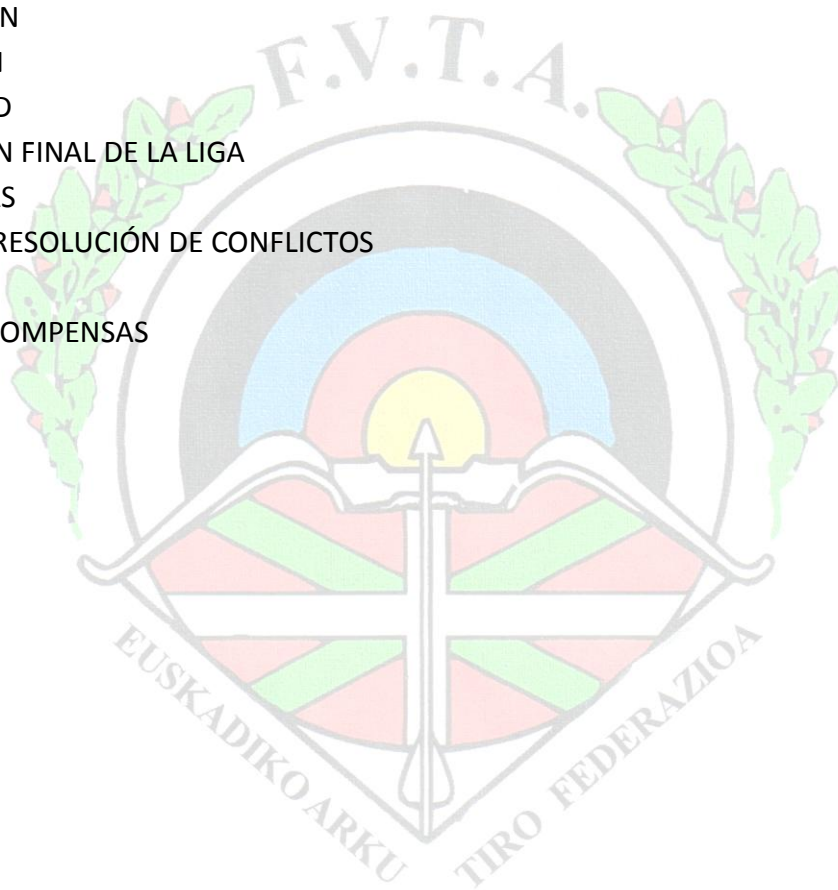 N
F.V.T.A.
N FINAL DE LA LIGA
S
RESOLUCIÓN DE CONFLICTOS
OMPENSAS
EUSKADIKO ARKU TIRO FEDERAZIOA